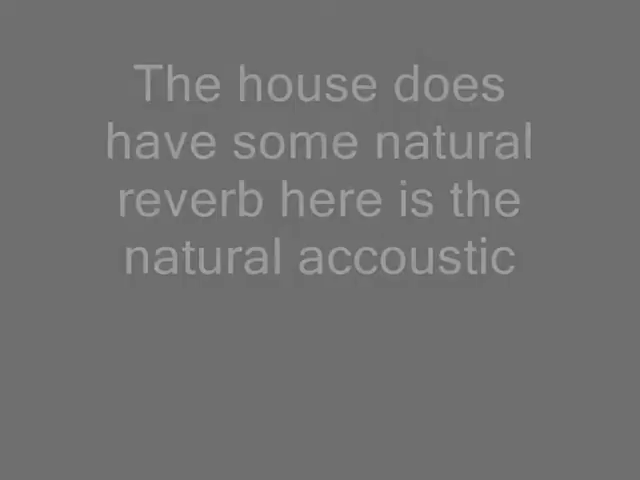 The house does
have some natural
reverb here is the
natural accoustic